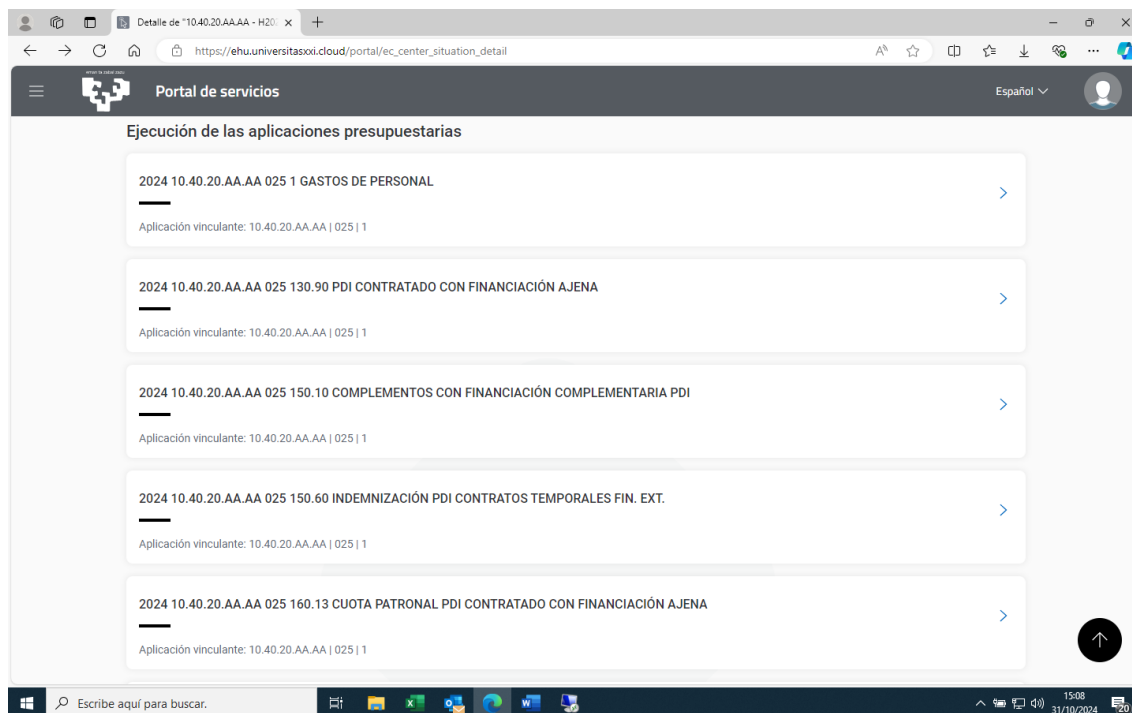 Detalle de "10.40.20.AA.AA - H20
https://ehu.universitasxxi.cloud/portal/ec_center_situation_detail
Portal de servicios
Español
Ejecución de las aplicaciones presupuestarias
2024 10.40.20.AA.AA 025 1 GASTOS DE PERSONAL
Aplicación vinculante: 10.40.20.AA.AA | 025 | 1
2024 10.40.20.AA.AA 025 130.90 PDI CONTRATADO CON FINANCIACIÓN AJENA
Aplicación vinculante: 10.40.20.AA.AA | 025 | 1
2024 10.40.20.AA.AA 025 150.10 COMPLEMENTOS CON FINANCIACIÓN COMPLEMENTARIA PDI
Aplicación vinculante: 10.40.20.AA.AA | 025 | 1
2024 10.40.20.AA.AA 025 150.60 INDEMNIZACIÓN PDI CONTRATOS TEMPORALES FIN. EXT.
Aplicación vinculante: 10.40.20.AA.AA | 025 | 1
2024 10.40.20.AA.AA 025 160.13 CUOTA PATRONAL PDI CONTRATADO CON FINANCIACIÓN AJENA
Aplicación vinculante: 10.40.20.AA.AA | 025 | 1
Escribe aquí para buscar.
15:08
31/10/2024
20